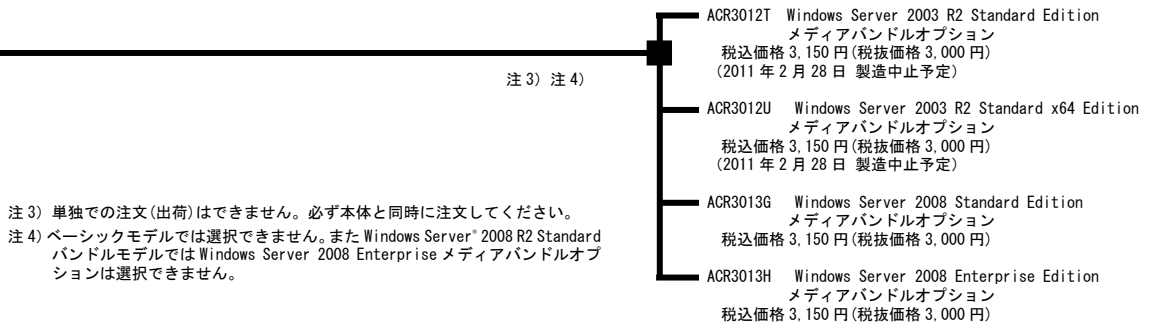 ACR3012T Windows Server 2003 R2 Standard Edition
メディアバンドルオプション
税込価格 3,150 円(税抜価格 3,000 円)
(2011 年 2 月 28 日 製造中止予定)
注 3) 注 4)
ACR3012U Windows Server 2003 R2 Standard x64 Edition
メディアバンドルオプション
税込価格 3,150 円(税抜価格 3,000 円)
(2011 年 2 月 28 日 製造中止予定)
ACR3013G Windows Server 2008 Standard Edition
メディアバンドルオプション
税込価格 3,150 円(税抜価格 3,000 円)
ACR3013H Windows Server 2008 Enterprise Edition
メディアバンドルオプション
税込価格 3,150 円(税抜価格 3,000 円)
注 3) 単独での注文(出荷)はできません。必ず本体と同時に注文してください。
注 4) ベーシックモデルでは選択できません。また Windows Server® 2008 R2 Standard
バンドルモデルでは Windows Server 2008 Enterprise メディアバンドルオプ
ションは選択できません。